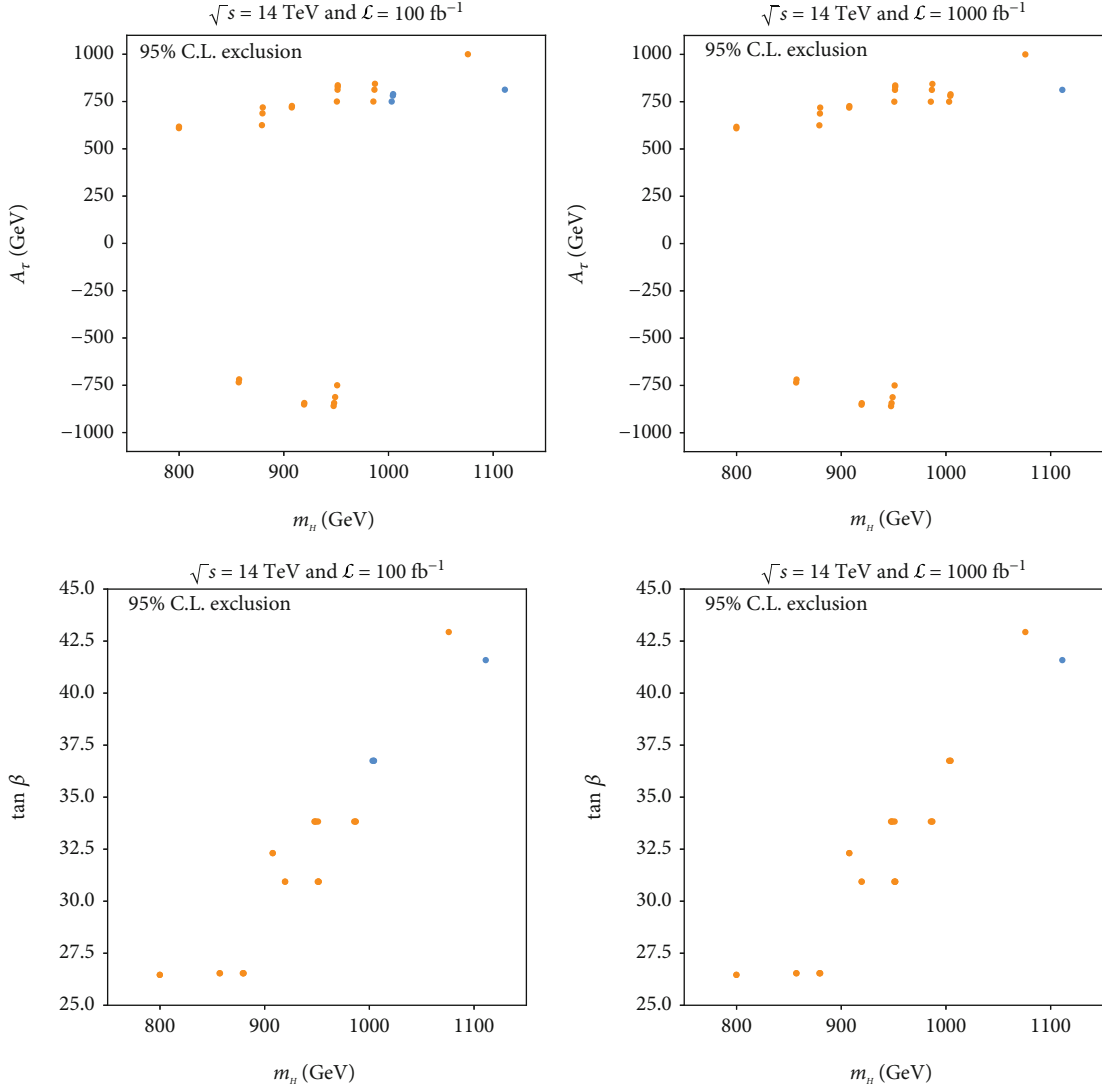 √s = 14 TeV and ℒ = 100 fb⁻¹
95% C.L. exclusion
1000
750
500
250
0
−250
−500
−750
−1000
A_τ (GeV)
800 900 1000 1100
m_H (GeV)
√s = 14 TeV and ℒ = 1000 fb⁻¹
95% C.L. exclusion
1000
750
500
250
0
−250
−500
−750
−1000
A_τ (GeV)
800 900 1000 1100
m_H (GeV)
√s = 14 TeV and ℒ = 100 fb⁻¹
95% C.L. exclusion
45.0
42.5
40.0
37.5
35.0
32.5
30.0
27.5
25.0
tan β
800 900 1000 1100
m_H (GeV)
√s = 14 TeV and ℒ = 1000 fb⁻¹
95% C.L. exclusion
45.0
42.5
40.0
37.5
35.0
32.5
30.0
27.5
25.0
tan β
800 900 1000 1100
m_H (GeV)